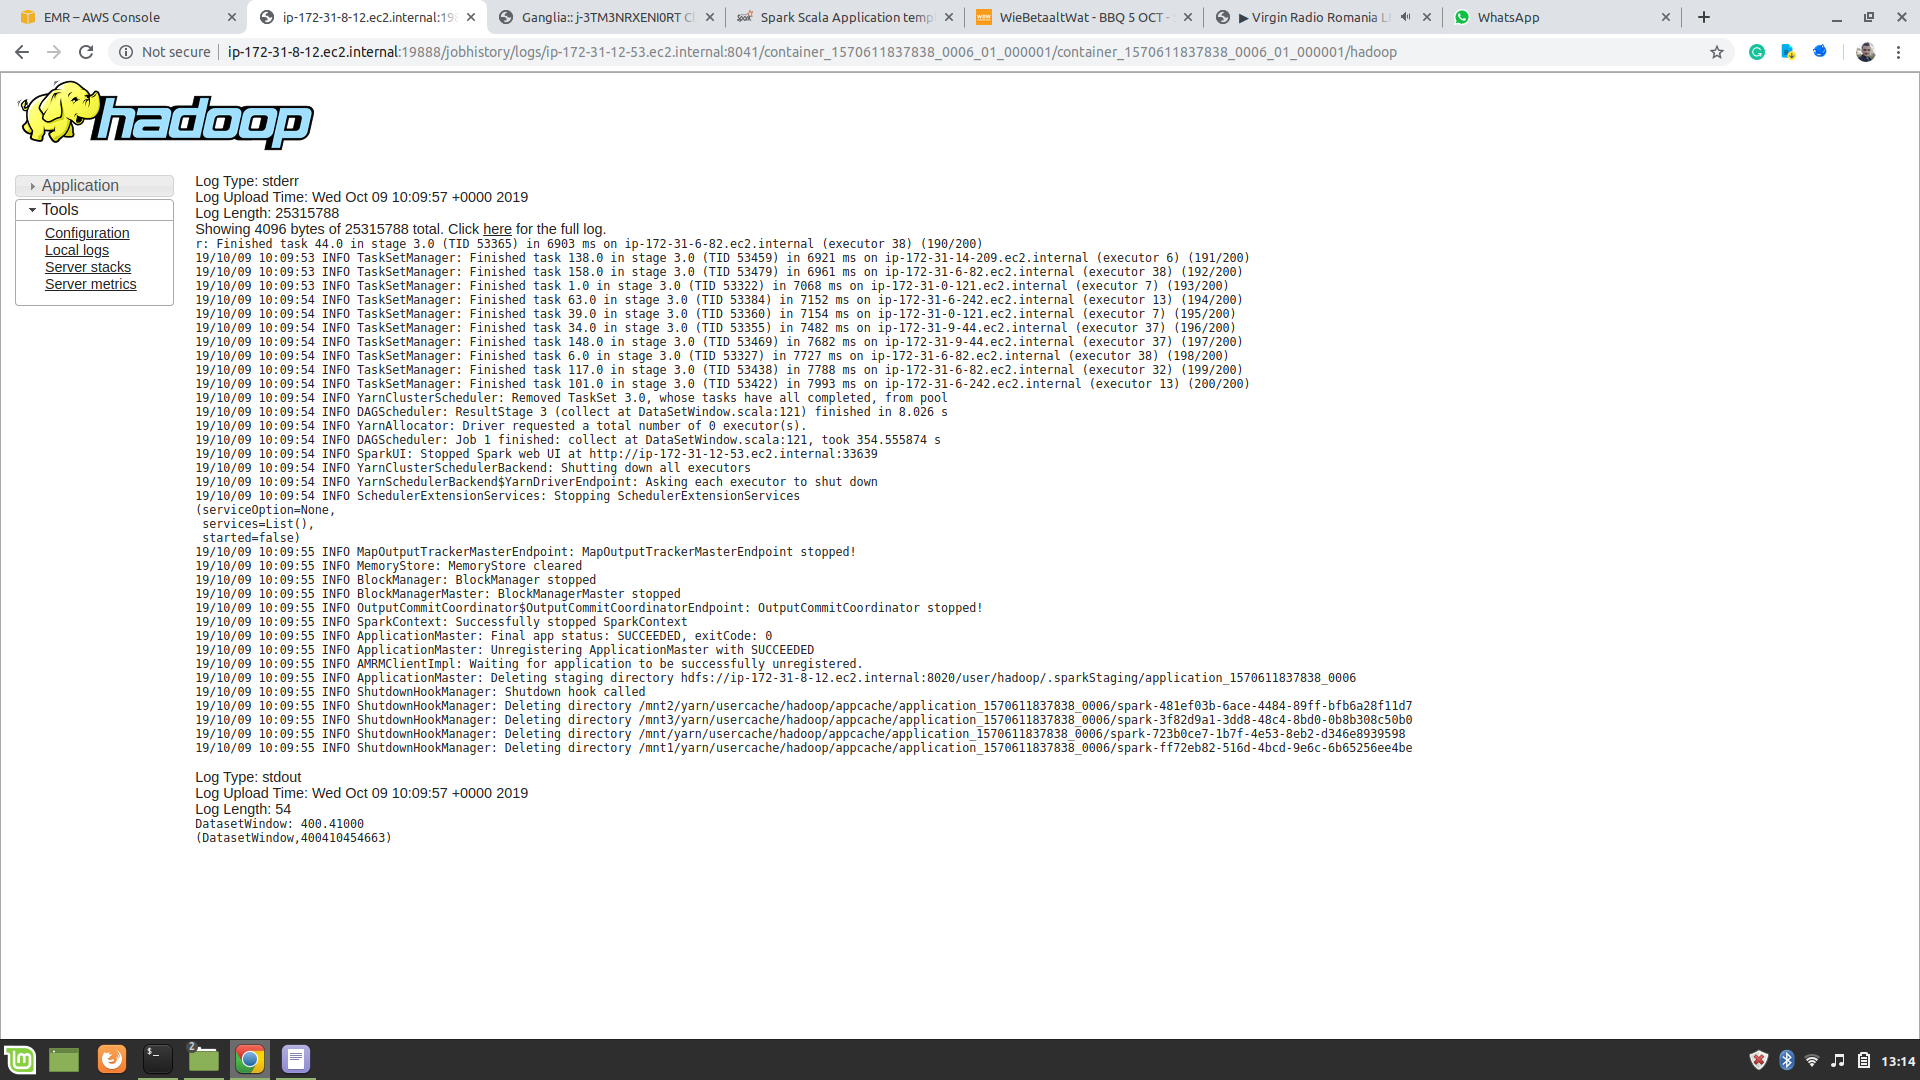 EMR – AWS Console
ip-172-31-8-12.ec2.internal:198
Ganglia:: j-3TM3NRXENI0RT C
Spark Scala Application temp
WieBetaaltWat - BBQ 5 OCT -
▶ Virgin Radio Romania L
WhatsApp
Not secure
ip-172-31-8-12.ec2.internal:19888/jobhistory/logs/ip-172-31-12-53.ec2.internal:8041/container_1570611837838_0006_01_000001/container_1570611837838_0006_01_000001/hadoop
hadoop
Application
Tools
Configuration
Local logs
Server stacks
Server metrics
Log Type: stderr
Log Upload Time: Wed Oct 09 10:09:57 +0000 2019
Log Length: 25315788
Showing 4096 bytes of 25315788 total. Click here for the full log.
r: Finished task 44.0 in stage 3.0 (TID 53365) in 6903 ms on ip-172-31-6-82.ec2.internal (executor 38) (190/200)
19/10/09 10:09:53 INFO TaskSetManager: Finished task 138.0 in stage 3.0 (TID 53459) in 6921 ms on ip-172-31-14-209.ec2.internal (executor 6) (191/200)
19/10/09 10:09:53 INFO TaskSetManager: Finished task 158.0 in stage 3.0 (TID 53479) in 6961 ms on ip-172-31-6-82.ec2.internal (executor 38) (192/200)
19/10/09 10:09:53 INFO TaskSetManager: Finished task 1.0 in stage 3.0 (TID 53322) in 7068 ms on ip-172-31-0-121.ec2.internal (executor 7) (193/200)
19/10/09 10:09:54 INFO TaskSetManager: Finished task 63.0 in stage 3.0 (TID 53384) in 7152 ms on ip-172-31-6-242.ec2.internal (executor 13) (194/200)
19/10/09 10:09:54 INFO TaskSetManager: Finished task 39.0 in stage 3.0 (TID 53360) in 7154 ms on ip-172-31-0-121.ec2.internal (executor 7) (195/200)
19/10/09 10:09:54 INFO TaskSetManager: Finished task 34.0 in stage 3.0 (TID 53355) in 7482 ms on ip-172-31-9-44.ec2.internal (executor 37) (196/200)
19/10/09 10:09:54 INFO TaskSetManager: Finished task 148.0 in stage 3.0 (TID 53469) in 7682 ms on ip-172-31-9-44.ec2.internal (executor 37) (197/200)
19/10/09 10:09:54 INFO TaskSetManager: Finished task 6.0 in stage 3.0 (TID 53327) in 7727 ms on ip-172-31-6-82.ec2.internal (executor 38) (198/200)
19/10/09 10:09:54 INFO TaskSetManager: Finished task 117.0 in stage 3.0 (TID 53438) in 7788 ms on ip-172-31-6-82.ec2.internal (executor 32) (199/200)
19/10/09 10:09:54 INFO TaskSetManager: Finished task 101.0 in stage 3.0 (TID 53422) in 7993 ms on ip-172-31-6-242.ec2.internal (executor 13) (200/200)
19/10/09 10:09:54 INFO YarnClusterScheduler: Removed TaskSet 3.0, whose tasks have all completed, from pool
19/10/09 10:09:54 INFO DAGScheduler: ResultStage 3 (collect at DataSetWindow.scala:121) finished in 8.026 s
19/10/09 10:09:54 INFO YarnAllocator: Driver requested a total number of 0 executor(s).
19/10/09 10:09:54 INFO DAGScheduler: Job 1 finished: collect at DataSetWindow.scala:121, took 354.555874 s
19/10/09 10:09:54 INFO SparkUI: Stopped Spark web UI at http://ip-172-31-12-53.ec2.internal:33639
19/10/09 10:09:54 INFO YarnClusterSchedulerBackend: Shutting down all executors
19/10/09 10:09:54 INFO YarnSchedulerBackend$YarnDriverEndpoint: Asking each executor to shut down
19/10/09 10:09:54 INFO SchedulerExtensionServices: Stopping SchedulerExtensionServices
(serviceOption=None,
services=List(),
started=false)
19/10/09 10:09:55 INFO MapOutputTrackerMasterEndpoint: MapOutputTrackerMasterEndpoint stopped!
19/10/09 10:09:55 INFO MemoryStore: MemoryStore cleared
19/10/09 10:09:55 INFO BlockManager: BlockManager stopped
19/10/09 10:09:55 INFO BlockManagerMaster: BlockManagerMaster stopped
19/10/09 10:09:55 INFO OutputCommitCoordinator$OutputCommitCoordinatorEndpoint: OutputCommitCoordinator stopped!
19/10/09 10:09:55 INFO SparkContext: Successfully stopped SparkContext
19/10/09 10:09:55 INFO ApplicationMaster: Final app status: SUCCEEDED, exitCode: 0
19/10/09 10:09:55 INFO ApplicationMaster: Unregistering ApplicationMaster with SUCCEEDED
19/10/09 10:09:55 INFO AMRMClientImpl: Waiting for application to be successfully unregistered.
19/10/09 10:09:55 INFO ApplicationMaster: Deleting staging directory hdfs://ip-172-31-8-12.ec2.internal:8020/user/hadoop/.sparkStaging/application_1570611837838_0006
19/10/09 10:09:55 INFO ShutdownHookManager: Shutdown hook called
19/10/09 10:09:55 INFO ShutdownHookManager: Deleting directory /mnt2/yarn/usercache/hadoop/appcache/application_1570611837838_0006/spark-481ef03b-6ace-4484-89ff-bfb6a28f11d7
19/10/09 10:09:55 INFO ShutdownHookManager: Deleting directory /mnt3/yarn/usercache/hadoop/appcache/application_1570611837838_0006/spark-3f82d9a1-3dd8-48c4-8bd0-0b8b308c50b0
19/10/09 10:09:55 INFO ShutdownHookManager: Deleting directory /mnt/yarn/usercache/hadoop/appcache/application_1570611837838_0006/spark-723b0ce7-1b7f-4e53-8eb2-d346e8939598
19/10/09 10:09:55 INFO ShutdownHookManager: Deleting directory /mnt1/yarn/usercache/hadoop/appcache/application_1570611837838_0006/spark-ff72eb82-516d-4bcd-9e6c-6b65256ee4be
Log Type: stdout
Log Upload Time: Wed Oct 09 10:09:57 +0000 2019
Log Length: 54
DatasetWindow: 400.41000
(DatasetWindow,400410454663)
2
13:14